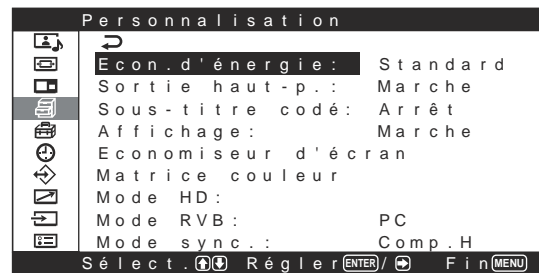 Personnalisation
Econ.d'énergie: Standard
Sortie haut-p.: Marche
Sous-titre codé: Arrêt
Affichage: Marche
Economiseur d'écran
Matrice couleur
Mode HD:
Mode RVB: PC
Mode sync.: Comp.H
Sélect. Régler ENTER / Fin MENU